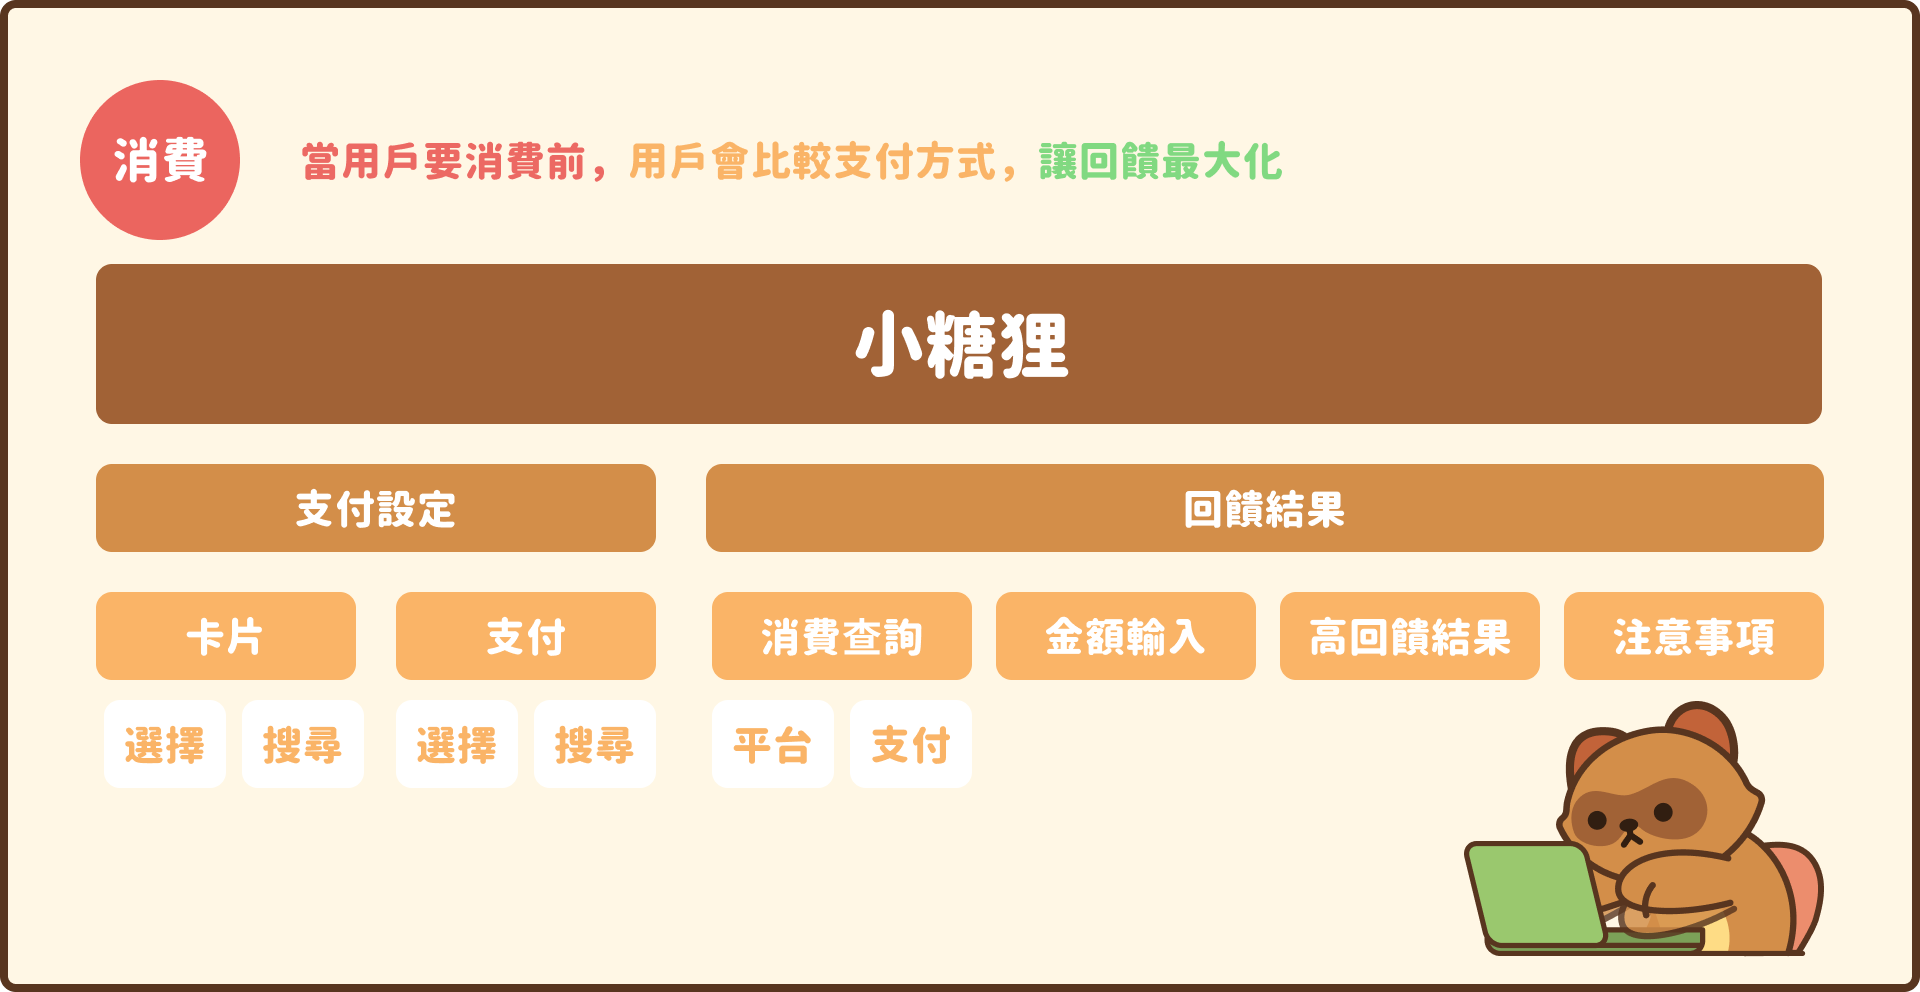 消費
當用戶要消費前，用戶會比較支付方式，讓回饋最大化
小糖狸
支付設定
回饋結果
卡片
支付
消費查詢
金額輸入
高回饋結果
注意事項
選擇
搜尋
選擇
搜尋
平台
支付